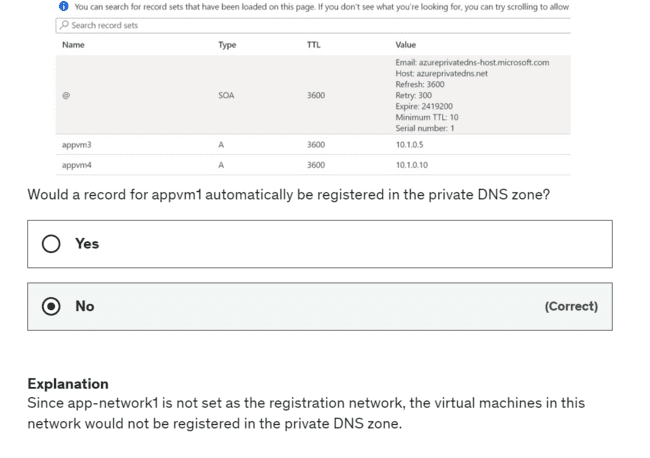 You can search for record sets that have been loaded on this page. If you don't see what you're looking for, you can try scrolling to allow
Search record sets
Name Type TTL Value
@ SOA 3600 Email: azureprivatedns-host.microsoft.com
Host: azureprivatedns.net
Refresh: 3600
Retry: 300
Expire: 2419200
Minimum TTL: 10
Serial number: 1
appvm3 A 3600 10.1.0.5
appvm4 A 3600 10.1.0.10
Would a record for appvm1 automatically be registered in the private DNS zone?
Yes
No (Correct)
Explanation
Since app-network1 is not set as the registration network, the virtual machines in this
network would not be registered in the private DNS zone.